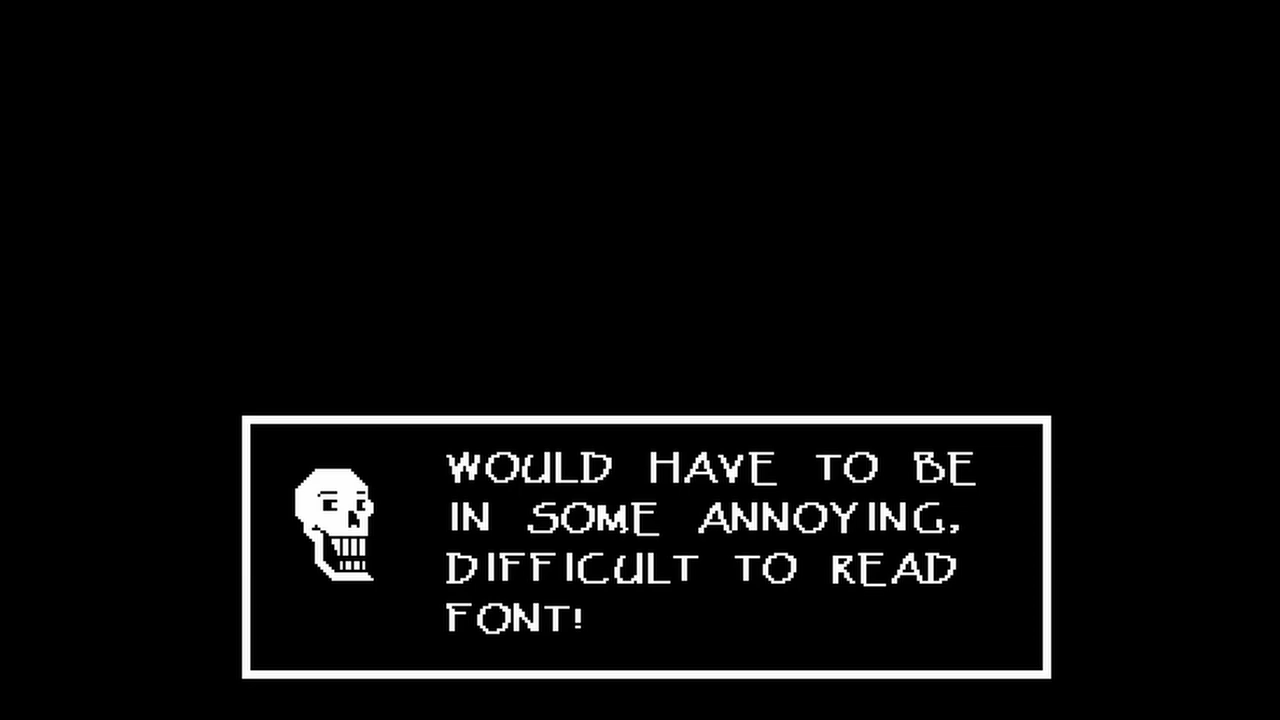 WOULD HAVE TO BE
IN SOME ANNOYING,
DIFFICULT TO READ
FONT!